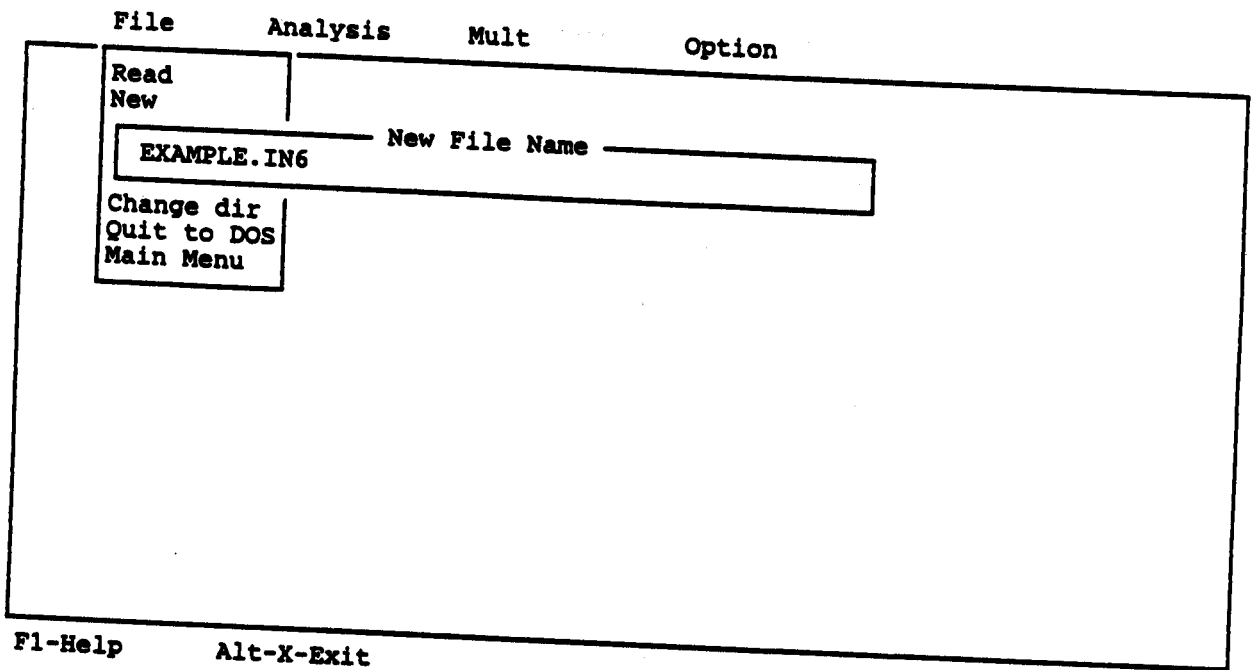 File Analysis Mult Option
Read
New
New File Name
EXAMPLE.IN6
Change dir
Quit to DOS
Main Menu
F1-Help Alt-X-Exit